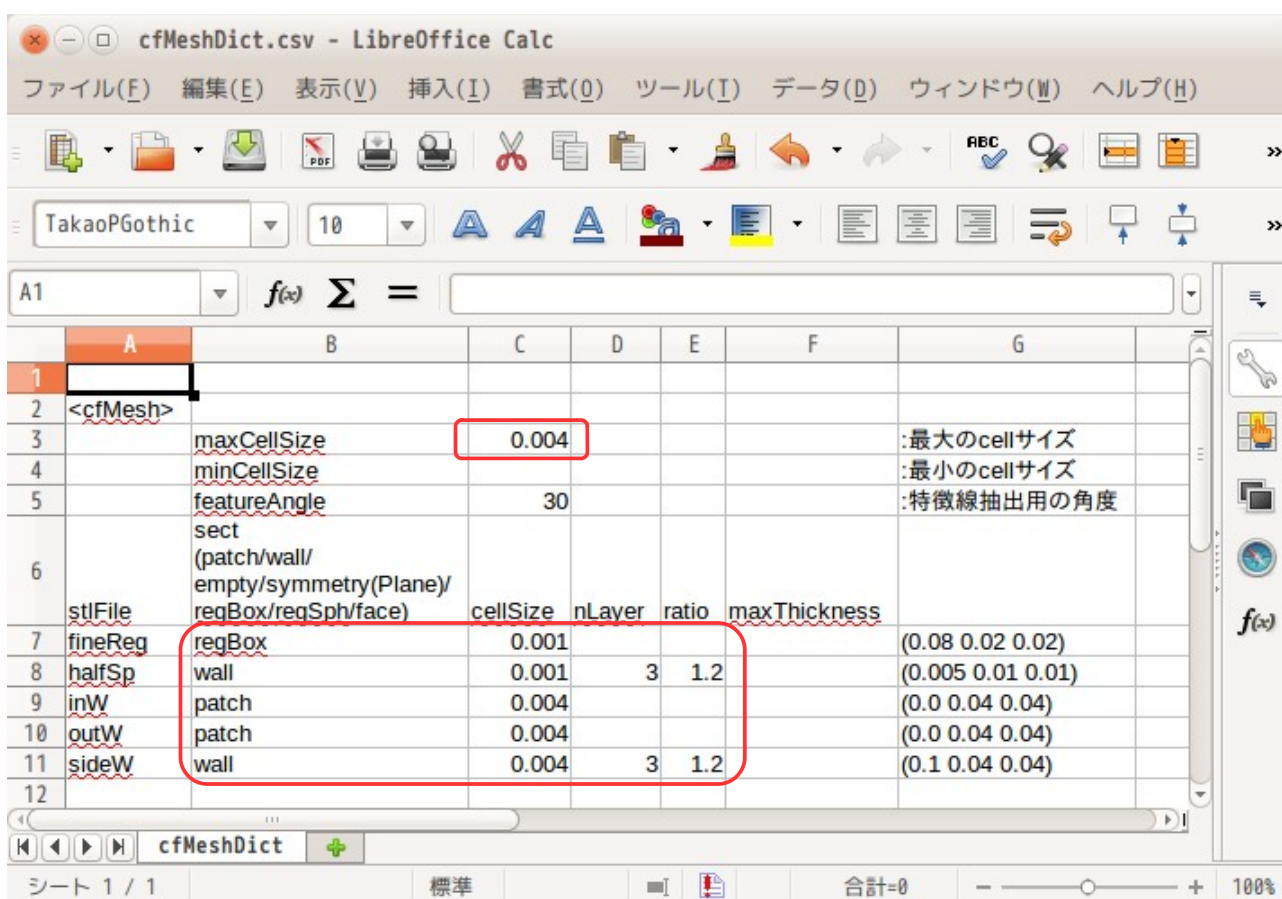 cfMeshDict.csv - LibreOffice Calc
ファイル(F) 編集(E) 表示(V) 挿入(I) 書式(O) ツール(T) データ(D) ウィンドウ(W) ヘルプ(H)
PDF ABC »
TakaoPGothic 10 a »
A1 f(x) Σ =
A B C D E F G
1
2 <cfMesh>
3 maxCellSize 0.004 :最大のcellサイズ
4 minCellSize :最小のcellサイズ
5 featureAngle 30 :特徴線抽出用の角度
sect
(patch/wall/
6 empty/symmetry(Plane)/
stlFile regBox/regSph/face) cellSize nLayer ratio maxThickness
f(x)
7 fineReg regBox 0.001 (0.08 0.02 0.02)
8 halfSp wall 0.001 3 1.2 (0.005 0.01 0.01)
9 inW patch 0.004 (0.0 0.04 0.04)
10 outW patch 0.004 (0.0 0.04 0.04)
11 sideW wall 0.004 3 1.2 (0.1 0.04 0.04)
12
cfMeshDict
シート 1 / 1 標準 合計=0 100%